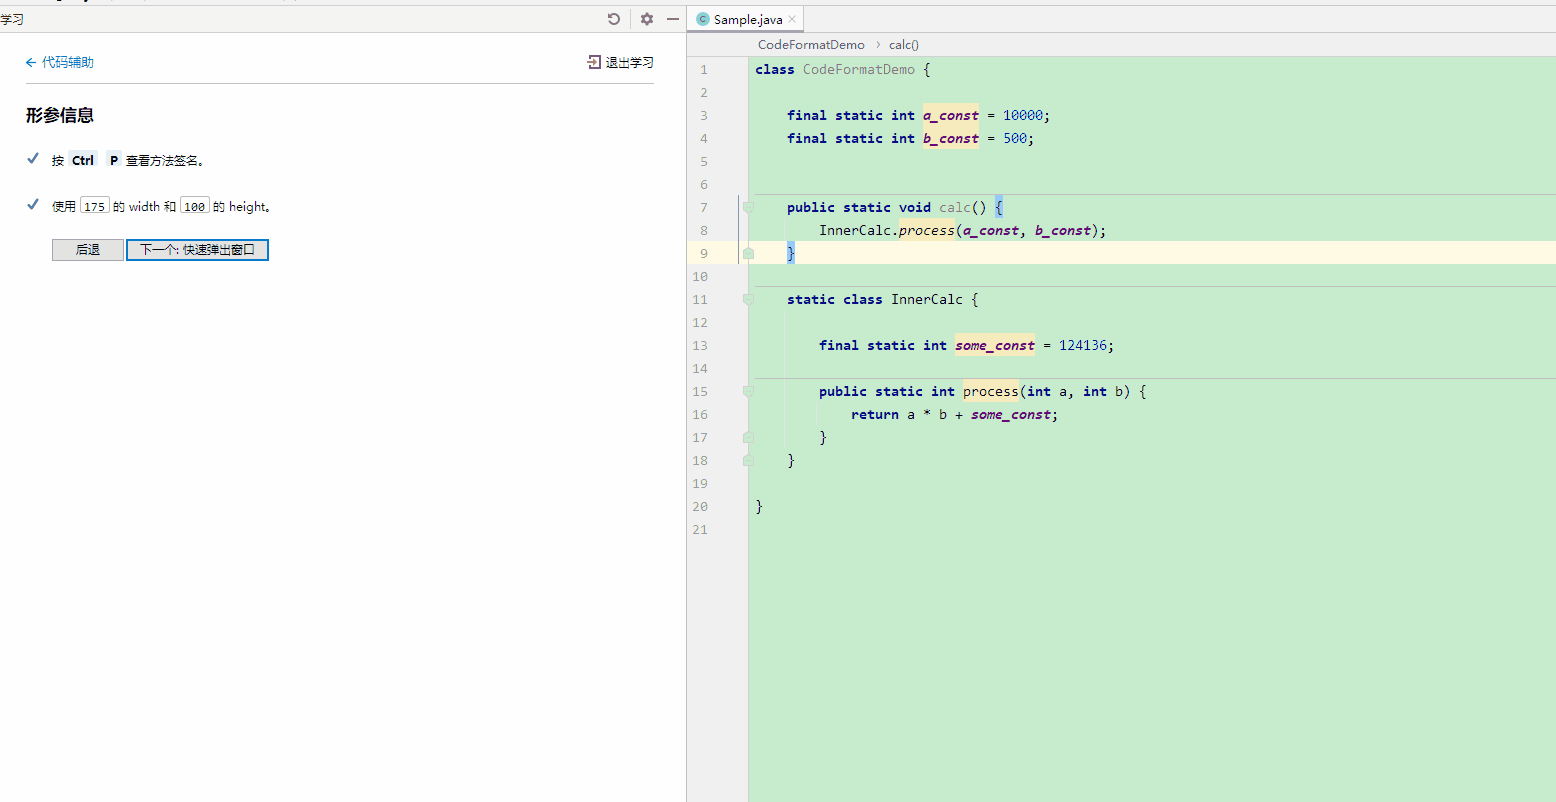 学习
代码辅助
退出学习
形参信息
按 Ctrl P 查看方法签名。
使用 175 的 width 和 100 的 height。
后退
下一个: 快速弹出窗口
Sample.java
CodeFormatDemo calc()
1 class CodeFormatDemo {
2
3 final static int a_const = 10000;
4 final static int b_const = 500;
5
6
7 public static void calc() {
8 InnerCalc.process(a_const, b_const);
9 }
10
11 static class InnerCalc {
12
13 final static int some_const = 124136;
14
15 public static int process(int a, int b) {
16 return a * b + some_const;
17 }
18 }
19
20 }
21